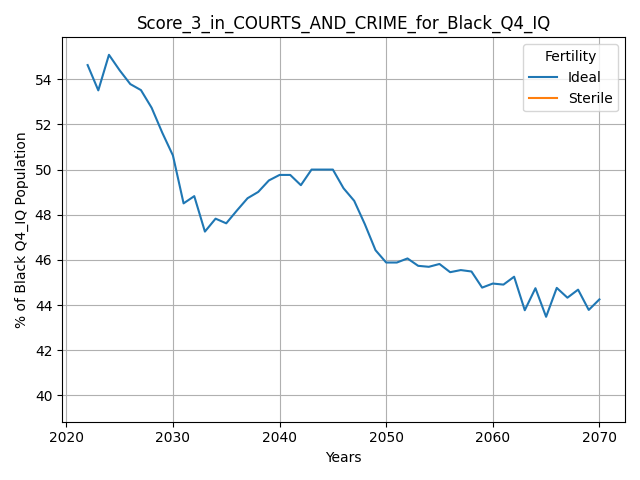 Score_3_in_COURTS_AND_CRIME_for_Black_Q4_IQ
Fertility
Ideal
Sterile
% of Black Q4_IQ Population
54
52
50
48
46
44
42
40
2020
2030
2040
2050
2060
2070
Years